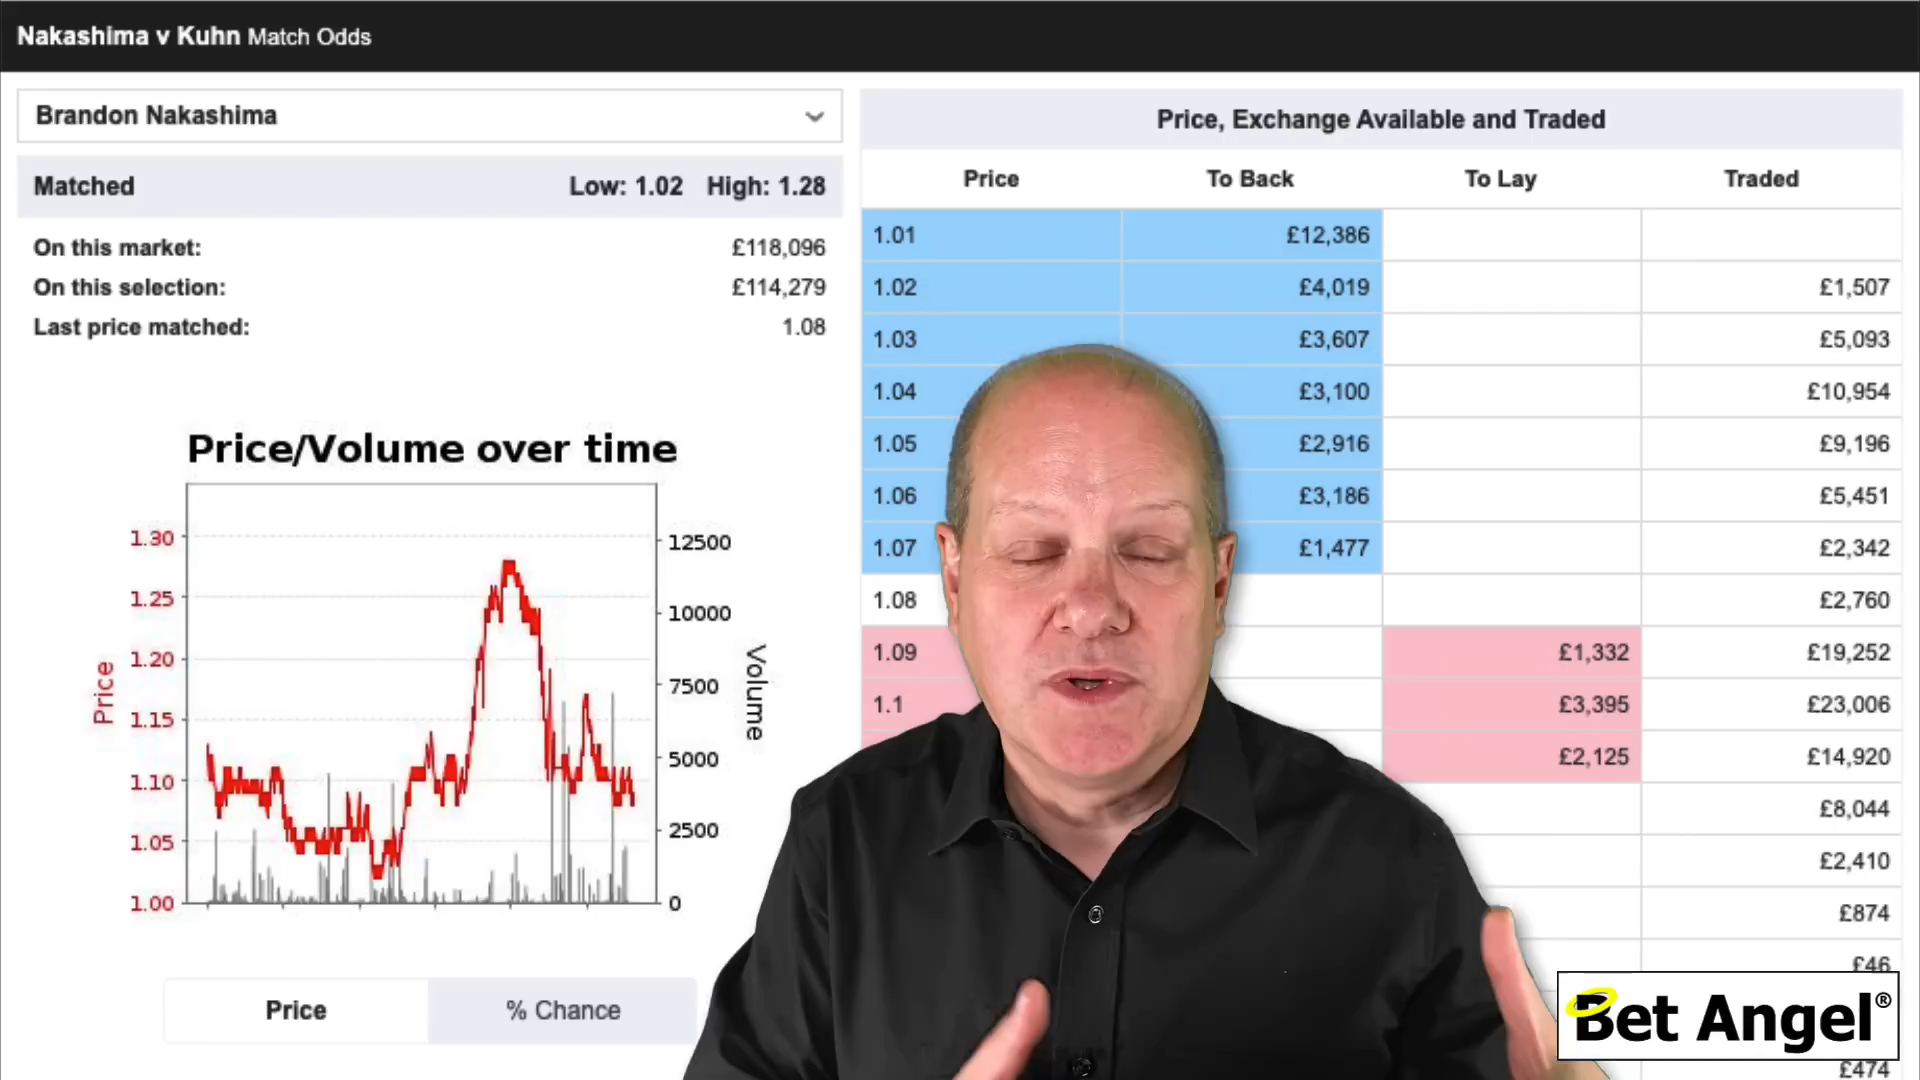 Nakashima v Kuhn Match Odds
Brandon Nakashima
Matched Low: 1.02 High: 1.28
On this market: £118,096
On this selection: £114,279
Last price matched: 1.08
Price/Volume over time
1.30
1.25
1.20
1.15
1.10
1.05
1.00
Price
12500
10000
7500
5000
2500
0
Volume
Price % Chance
Price, Exchange Available and Traded
Price To Back To Lay Traded
1.01 £12,386
1.02 £4,019 £1,507
1.03 £3,607 £5,093
1.04 £3,100 £10,954
1.05 £2,916 £9,196
1.06 £3,186 £5,451
1.07 £1,477 £2,342
1.08 £2,760
1.09 £1,332 £19,252
1.1 £3,395 £23,006
£2,125 £14,920
£8,044
£2,410
£874
£46
£474
Bet Angel®